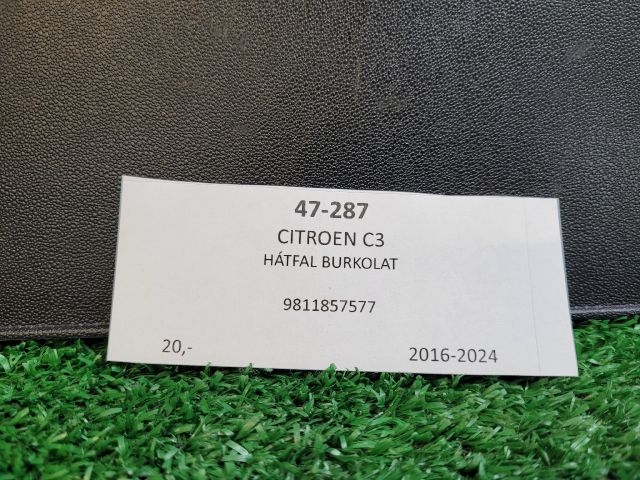 47-287
CITROEN C3
HÁTFAL BURKOLAT
9811857577
20,-
2016-2024